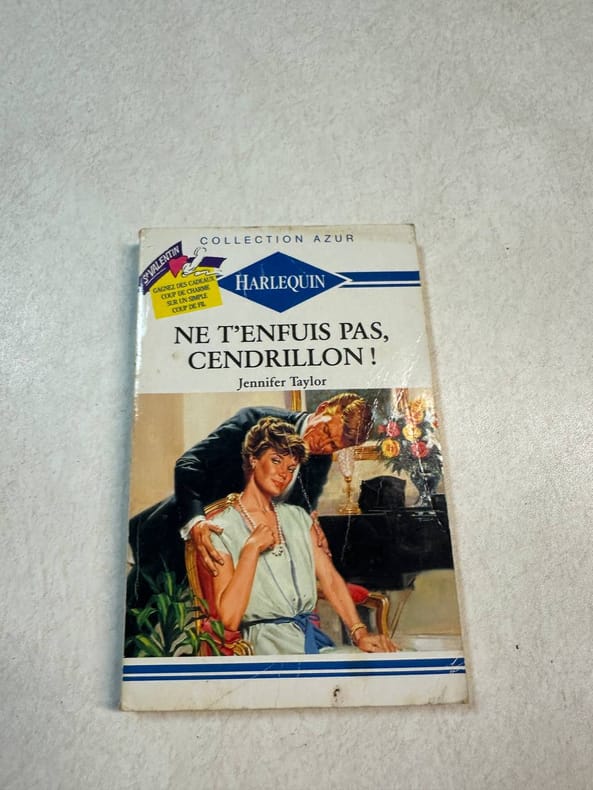 COLLECTION AZUR
St VALENTIN
GAGNEZ DES CADEAUX
COUP DE CHARME
SUR UN SIMPLE
COUP DE FIL
HARLEQUIN
NE T'ENFUIS PAS,
CENDRILLON !
Jennifer Taylor